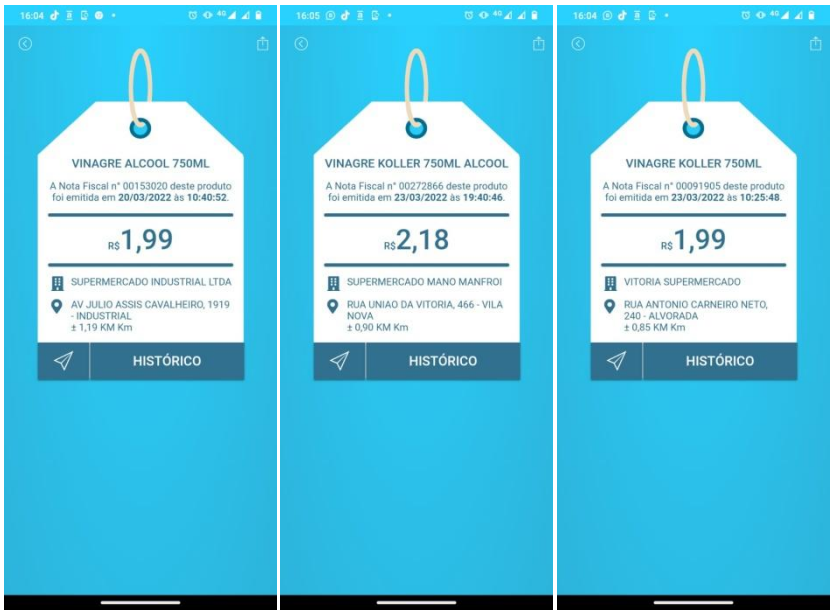 16:04
4G
VINAGRE ALCOOL 750ML
A Nota Fiscal n° 00153020 deste produto
foi emitida em 20/03/2022 às 10:40:52.
R$1,99
SUPERMERCADO INDUSTRIAL LTDA
AV JULIO ASSIS CAVALHEIRO, 1919
- INDUSTRIAL
± 1,19 KM Km
HISTÓRICO
16:05
4G
VINAGRE KOLLER 750ML ALCOOL
A Nota Fiscal n° 00272866 deste produto
foi emitida em 23/03/2022 às 19:40:46.
R$2,18
SUPERMERCADO MANO MANFROI
RUA UNIAO DA VITORIA, 466 - VILA
NOVA
± 0,90 KM Km
HISTÓRICO
16:04
4G
VINAGRE KOLLER 750ML
A Nota Fiscal n° 00091905 deste produto
foi emitida em 23/03/2022 às 10:25:48.
R$1,99
VITORIA SUPERMERCADO
RUA ANTONIO CARNEIRO NETO,
240 - ALVORADA
± 0,85 KM Km
HISTÓRICO